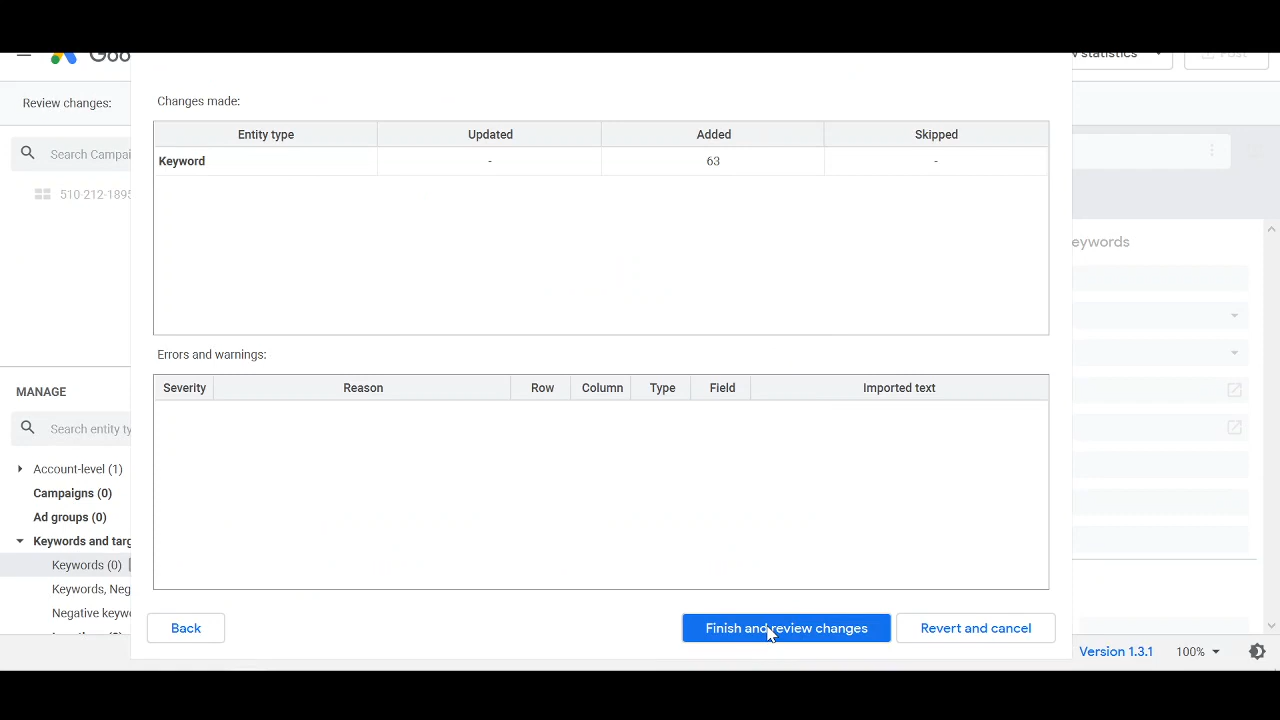 Goo
v statistics
Post
Review changes:
Changes made:
Entity type Updated Added Skipped
Keyword - 63 -
Search Campai
510-212-1895
eywords
Errors and warnings:
Severity Reason Row Column Type Field Imported text
MANAGE
Search entity ty
Account-level (1)
Campaigns (0)
Ad groups (0)
Keywords and targ
Keywords (0)
Keywords, Neg
Negative keyw
Back Finish and review changes Revert and cancel
Version 1.3.1 100%